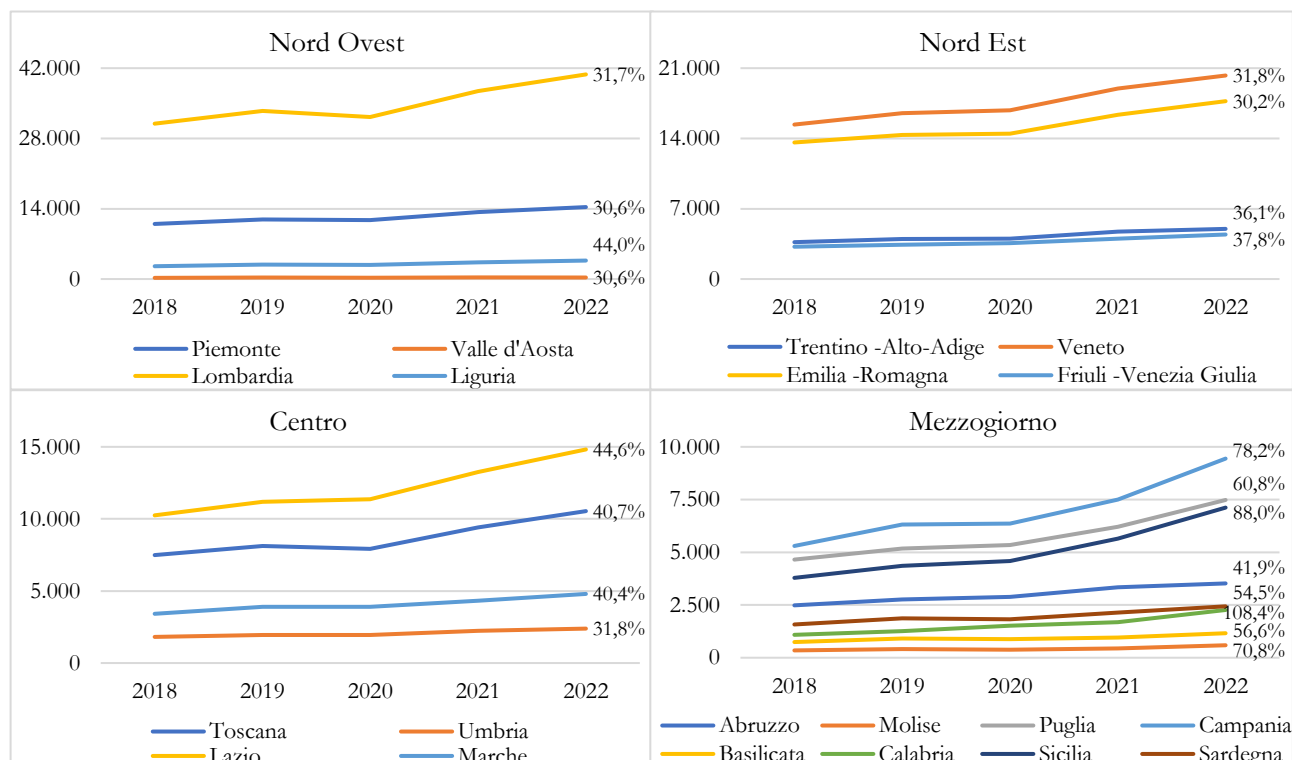 Nord Ovest
42.000
28.000
14.000
0
31,7%
30,6%
44,0%
30,6%
2018 2019 2020 2021 2022
Piemonte Valle d'Aosta
Lombardia Liguria
Nord Est
21.000
14.000
7.000
0
31,8%
30,2%
36,1%
37,8%
2018 2019 2020 2021 2022
Trentino -Alto-Adige Veneto
Emilia -Romagna Friuli -Venezia Giulia
Centro
15.000
10.000
5.000
0
44,6%
40,7%
40,4%
31,8%
2018 2019 2020 2021 2022
Toscana Umbria
Lazio Marche
Mezzogiorno
10.000
7.500
5.000
2.500
0
78,2%
60,8%
88,0%
41,9%
54,5%
108,4%
56,6%
70,8%
2018 2019 2020 2021 2022
Abruzzo Molise Puglia Campania
Basilicata Calabria Sicilia Sardegna